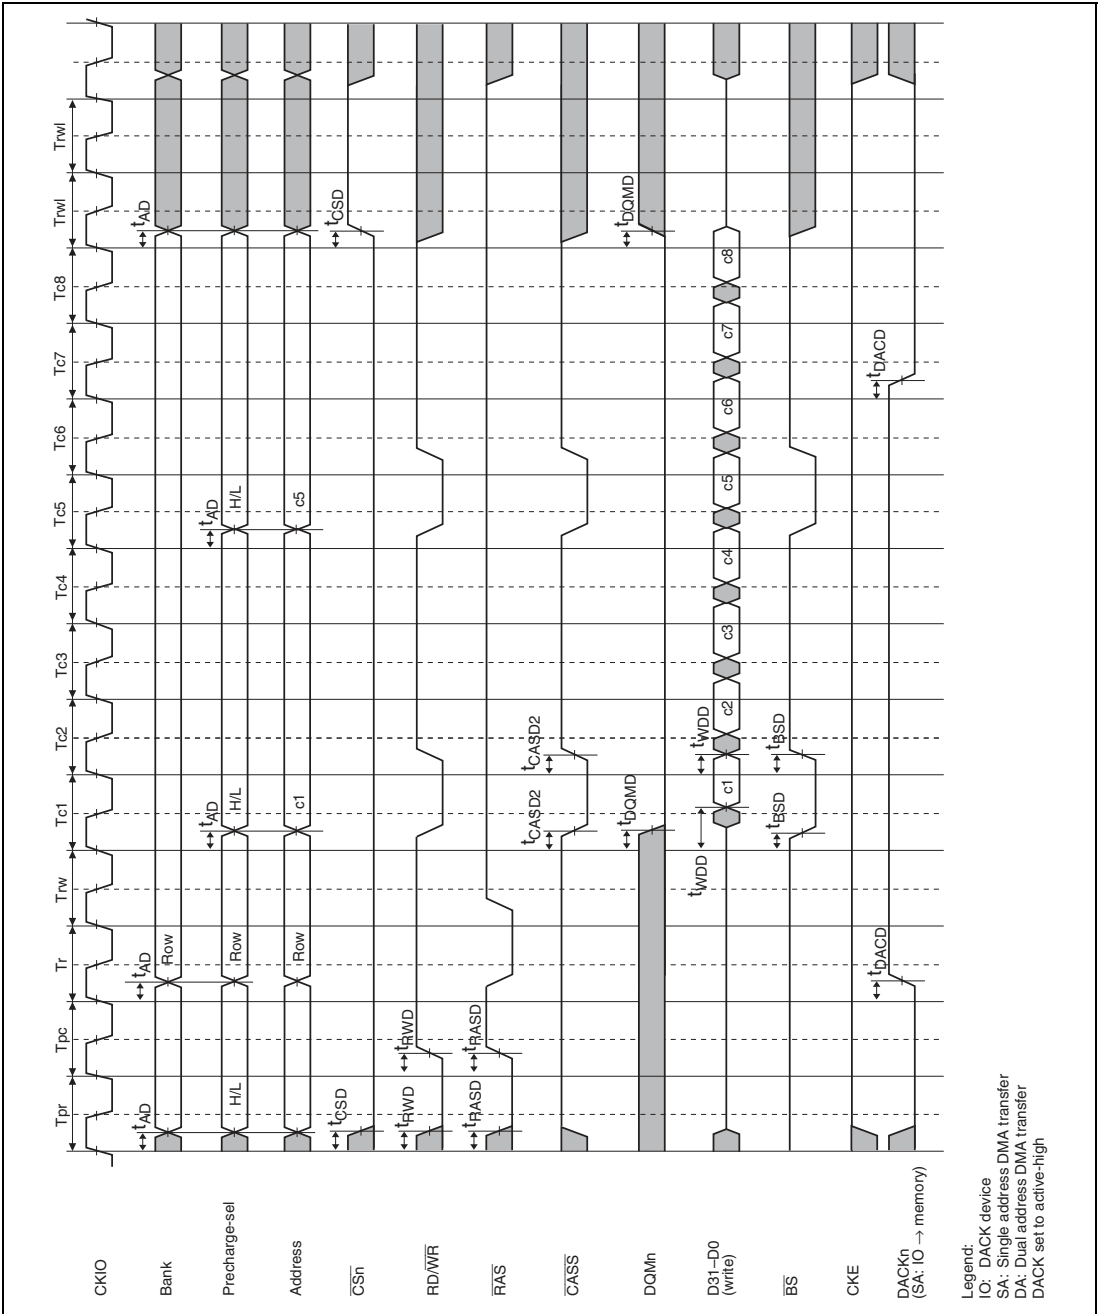 Tpr Tpc Tr Trw Tc1 Tc2 Tc3 Tc4 Tc5 Tc6 Tc7 Tc8 Trwl Trwl
CKIO
tAD tAD tAD
Bank Row
tAD tAD
Precharge-sel H/L Row H/L H/L
Address Row c1 c5
tCSD tCSD
CSn
tRWD tRWD
RD/WR
tRASD tRASD
RAS
tCASD2 tCASD2
CASS
tDQMD tDQMD
DQMn
tWDD tWDD
D31–D0 c1 c2 c3 c4 c5 c6 c7 c8
(write)
tBSD tBSD
BS
CKE
tDACD tDACD
DACKn
(SA: IO → memory)
Legend:
IO: DACK device
SA: Single address DMA transfer
DA: Dual address DMA transfer
DACK set to active-high